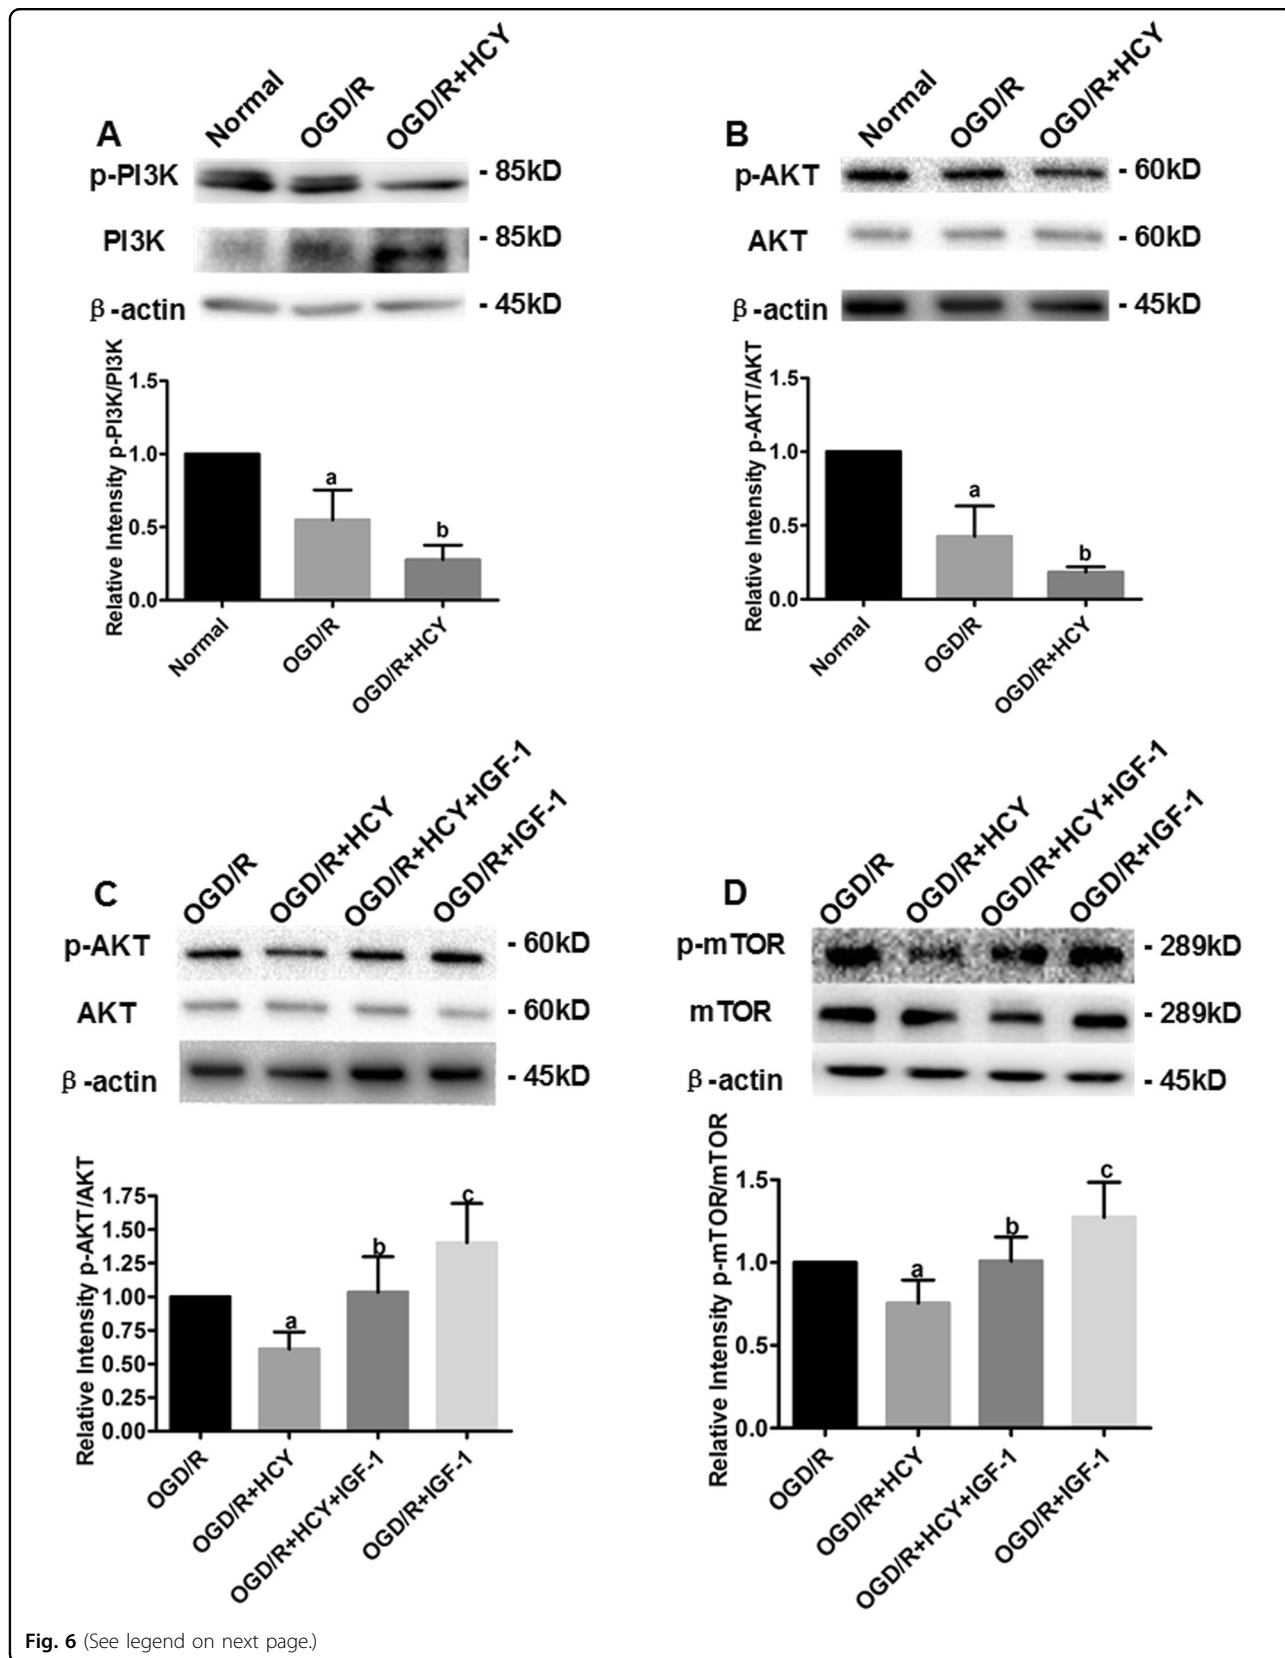 A
Normal
OGD/R
OGD/R+HCY
p-PI3K
- 85kD
PI3K
- 85kD
β-actin
- 45kD
Relative Intensity p-PI3K/PI3K
1.5
1.0
0.5
0.0
a
b
Normal
OGD/R
OGD/R+HCY
B
Normal
OGD/R
OGD/R+HCY
p-AKT
- 60kD
AKT
- 60kD
β-actin
- 45kD
Relative Intensity p-AKT/AKT
1.5
1.0
0.5
0.0
a
b
Normal
OGD/R
OGD/R+HCY
C
OGD/R
OGD/R+HCY
OGD/R+HCY+IGF-1
OGD/R+IGF-1
p-AKT
- 60kD
AKT
- 60kD
β-actin
- 45kD
Relative Intensity p-AKT/AKT
1.75
1.50
1.25
1.00
0.75
0.50
0.25
0.00
a
b
c
OGD/R
OGD/R+HCY
OGD/R+HCY+IGF-1
OGD/R+IGF-1
D
OGD/R
OGD/R+HCY
OGD/R+HCY+IGF-1
OGD/R+IGF-1
p-mTOR
- 289kD
mTOR
- 289kD
β-actin
- 45kD
Relative Intensity p-mTOR/mTOR
1.5
1.0
0.5
0.0
a
b
c
OGD/R
OGD/R+HCY
OGD/R+HCY+IGF-1
OGD/R+IGF-1
Fig. 6 (See legend on next page.)